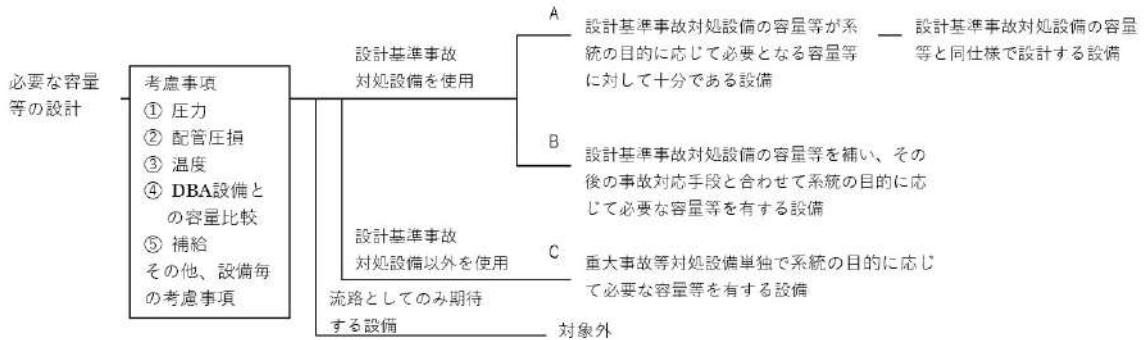 必要な容量
等の設計
考慮事項
① 圧力
② 配管圧損
③ 温度
④ DBA設備と
の容量比較
⑤ 補給
その他、設備毎
の考慮事項
設計基準事故
対処設備を使用
A
設計基準事故対処設備の容量等が系
統の目的に応じて必要となる容量等
に対して十分である設備
設計基準事故対処設備の容量
等と同仕様で設計する設備
B
設計基準事故対処設備の容量等を補い、その
後の事故対応手段と合わせて系統の目的に応
じて必要な容量等を有する設備
設計基準事故
対処設備以外を使用
C
重大事故等対処設備単独で系統の目的に応じ
て必要な容量等を有する設備
流路としてのみ期待
する設備
対象外